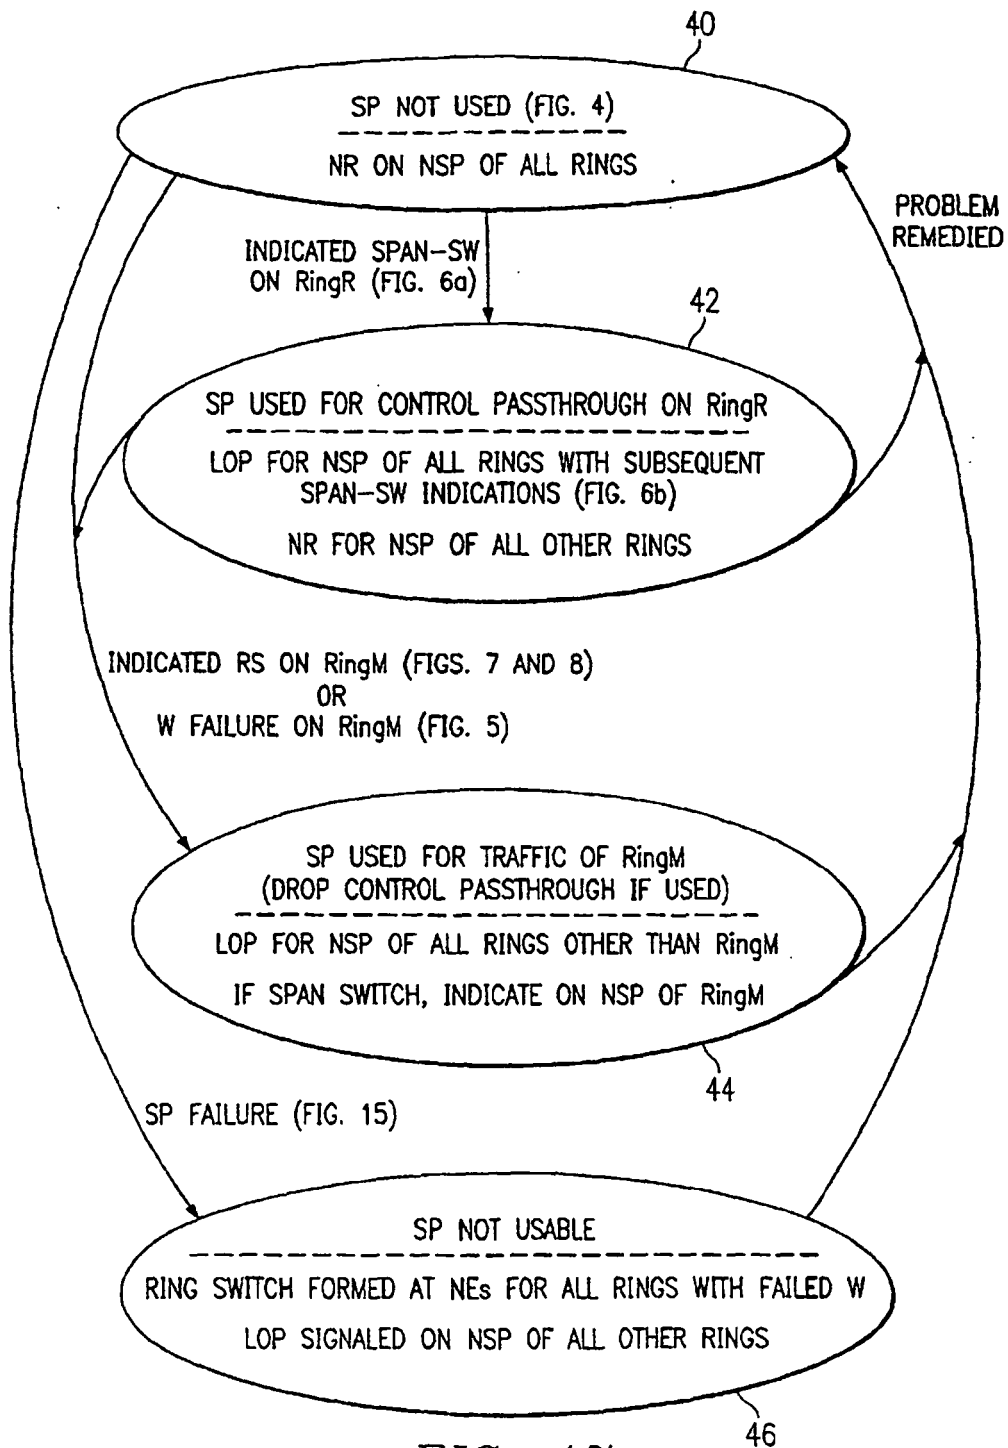 40
SP NOT USED (FIG. 4)
NR ON NSP OF ALL RINGS
PROBLEM
REMEDIED
INDICATED SPAN-SW
ON RingR (FIG. 6a)
42
SP USED FOR CONTROL PASSTHROUGH ON RingR
LOP FOR NSP OF ALL RINGS WITH SUBSEQUENT
SPAN-SW INDICATIONS (FIG. 6b)
NR FOR NSP OF ALL OTHER RINGS
INDICATED RS ON RingM (FIGS. 7 AND 8)
OR
W FAILURE ON RingM (FIG. 5)
SP USED FOR TRAFFIC OF RingM
(DROP CONTROL PASSTHROUGH IF USED)
LOP FOR NSP OF ALL RINGS OTHER THAN RingM
IF SPAN SWITCH, INDICATE ON NSP OF RingM
44
SP FAILURE (FIG. 15)
SP NOT USABLE
RING SWITCH FORMED AT NEs FOR ALL RINGS WITH FAILED W
LOP SIGNALED ON NSP OF ALL OTHER RINGS
46